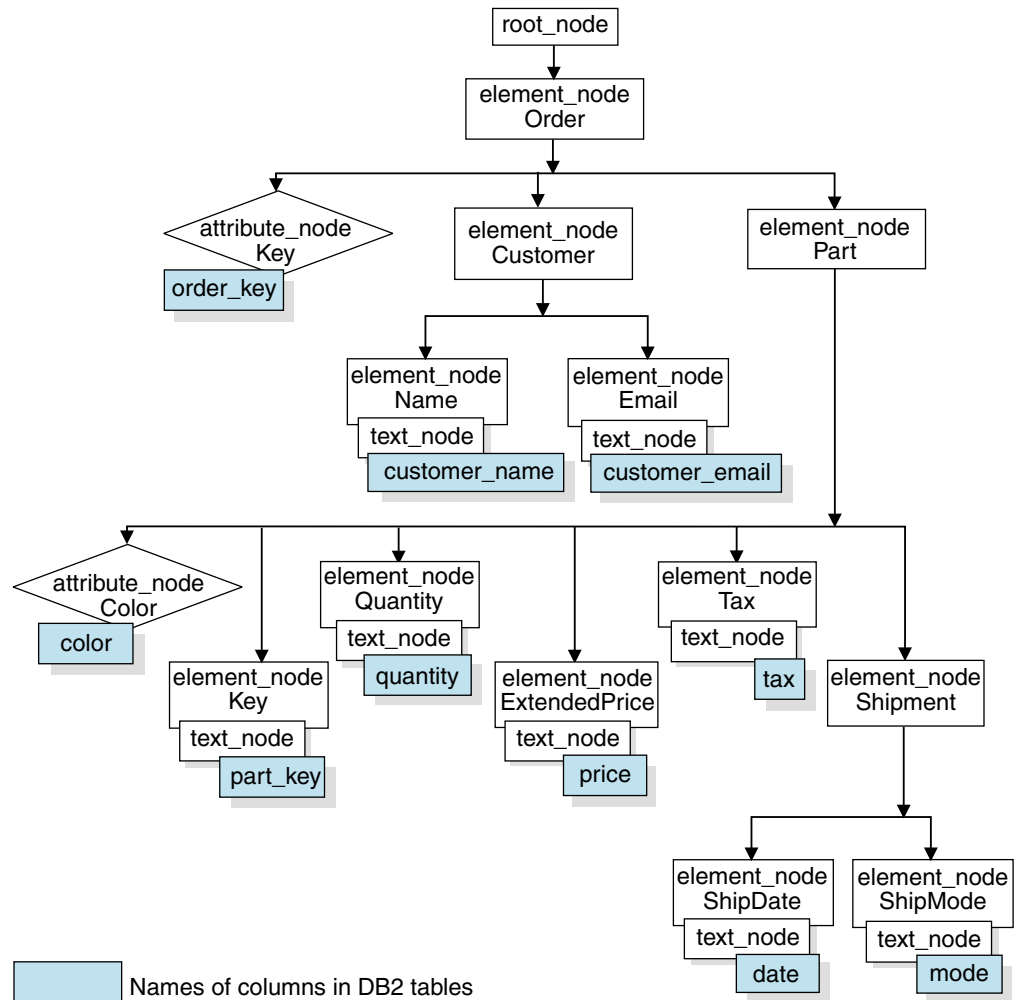 root_node
element_node
Order
attribute_node
Key
order_key
element_node
Customer
element_node
Part
element_node
Name
text_node
customer_name
element_node
Email
text_node
customer_email
attribute_node
Color
color
element_node
Key
text_node
part_key
element_node
Quantity
text_node
quantity
element_node
ExtendedPrice
text_node
price
element_node
Tax
text_node
tax
element_node
Shipment
element_node
ShipDate
text_node
date
element_node
ShipMode
text_node
mode
Names of columns in DB2 tables